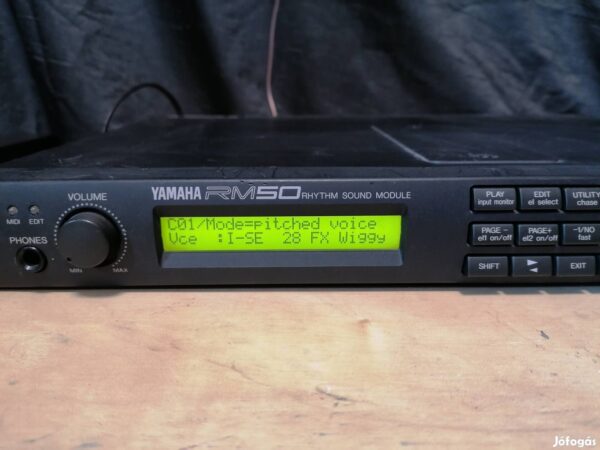 VOLUME
YAMAHA RM50 RHYTHM SOUND MODULE
MIDI EDIT
PHONES
MIN MAX
C01/Mode=pitched voice
Vce :I-SE 28 FX Wiggy
PLAY
input monitor
EDIT
el select
UTILITY
chase
PAGE -
el1 on/off
PAGE+
el2 on/off
-1/NO
fast
SHIFT
EXIT
Jófogás